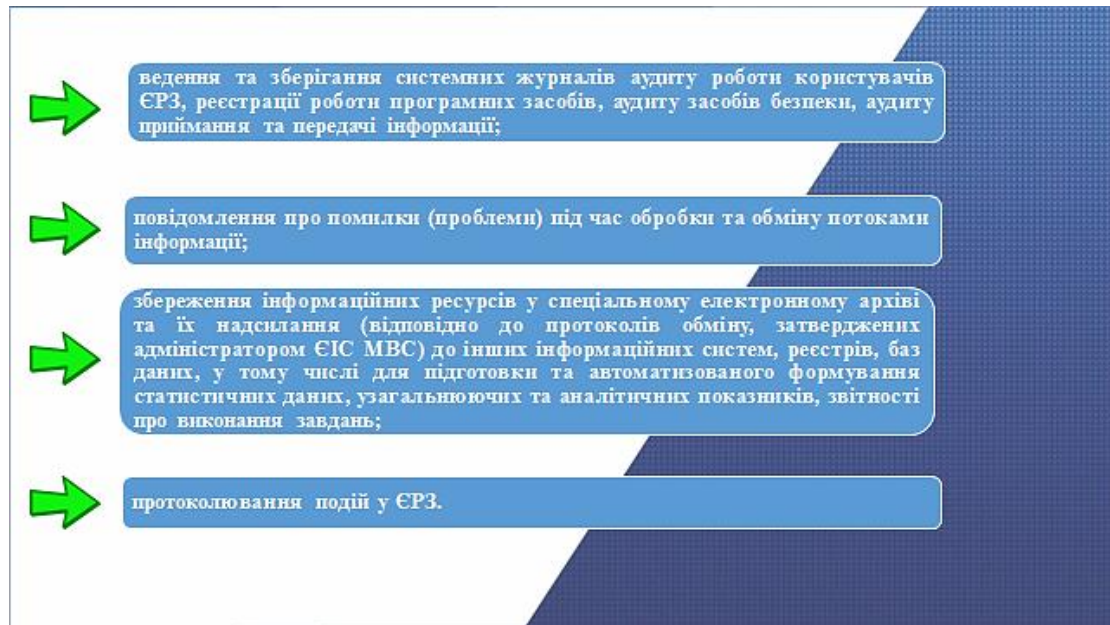 ведення та зберігання системних журналів аудиту роботи користувачів
ЄРЗ, реєстрації роботи програмних засобів, аудиту засобів безпеки, аудиту
приймання та передачі інформації;
повідомлення про помилки (проблеми) під час обробки та обміну потоками
інформації;
збереження інформаційних ресурсів у спеціальному електронному архіві
та їх надсилання (відповідно до протоколів обміну, затверджених
адміністратором ЄІС МВС) до інших інформаційних систем, реєстрів, баз
даних, у тому числі для підготовки та автоматизованого формування
статистичних даних, узагальнюючих та аналітичних показників, звітності
про виконання завдань;
протоколювання подій у ЄРЗ.